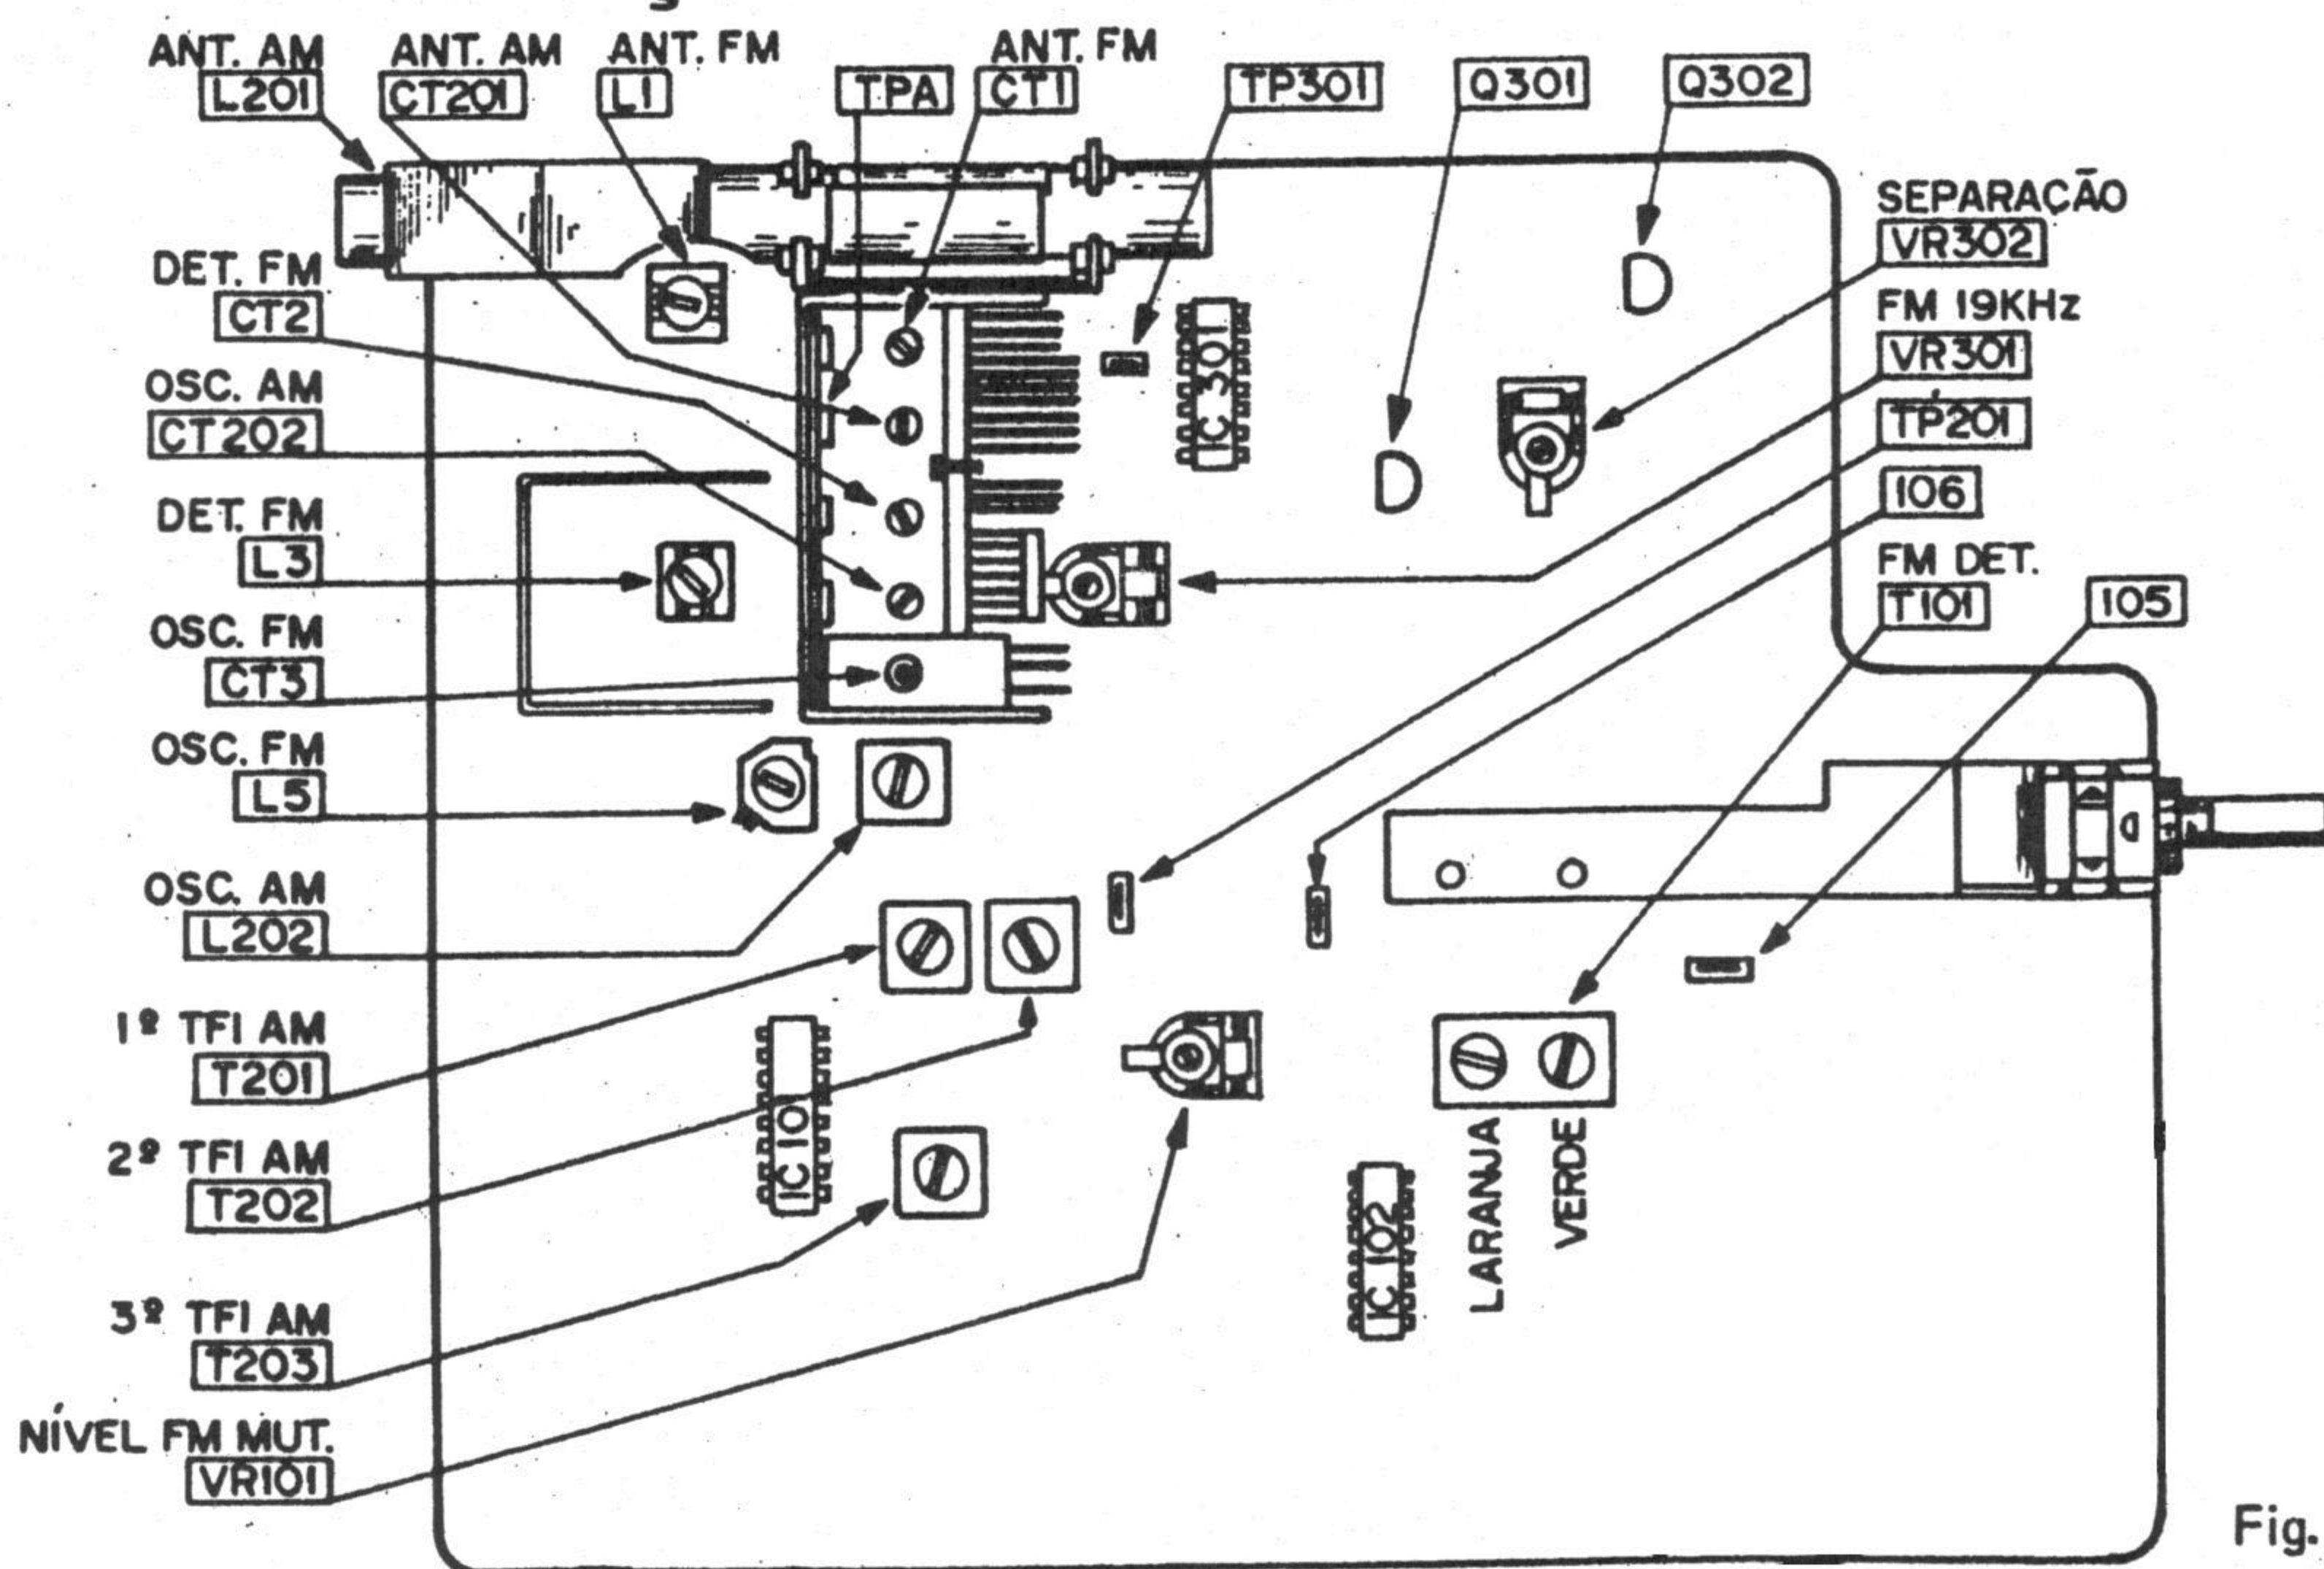 ANT. AM
L201
ANT. AM
CT201
ANT. FM
L1
TPA
ANT. FM
CT1
TP301
Q301
Q302
SEPARAÇÃO
VR302
FM 19KHz
VR301
TP201
106
FM DET.
T101
105
DET. FM
CT2
OSC. AM
CT202
DET. FM
L3
OSC. FM
CT3
OSC. FM
L5
OSC. AM
L202
1º TFI AM
T201
2º TFI AM
T202
3º TFI AM
T203
NÍVEL FM MUT.
VR101
IC 301
IC 101
IC 102
LARANJA
VERDE
Fig.